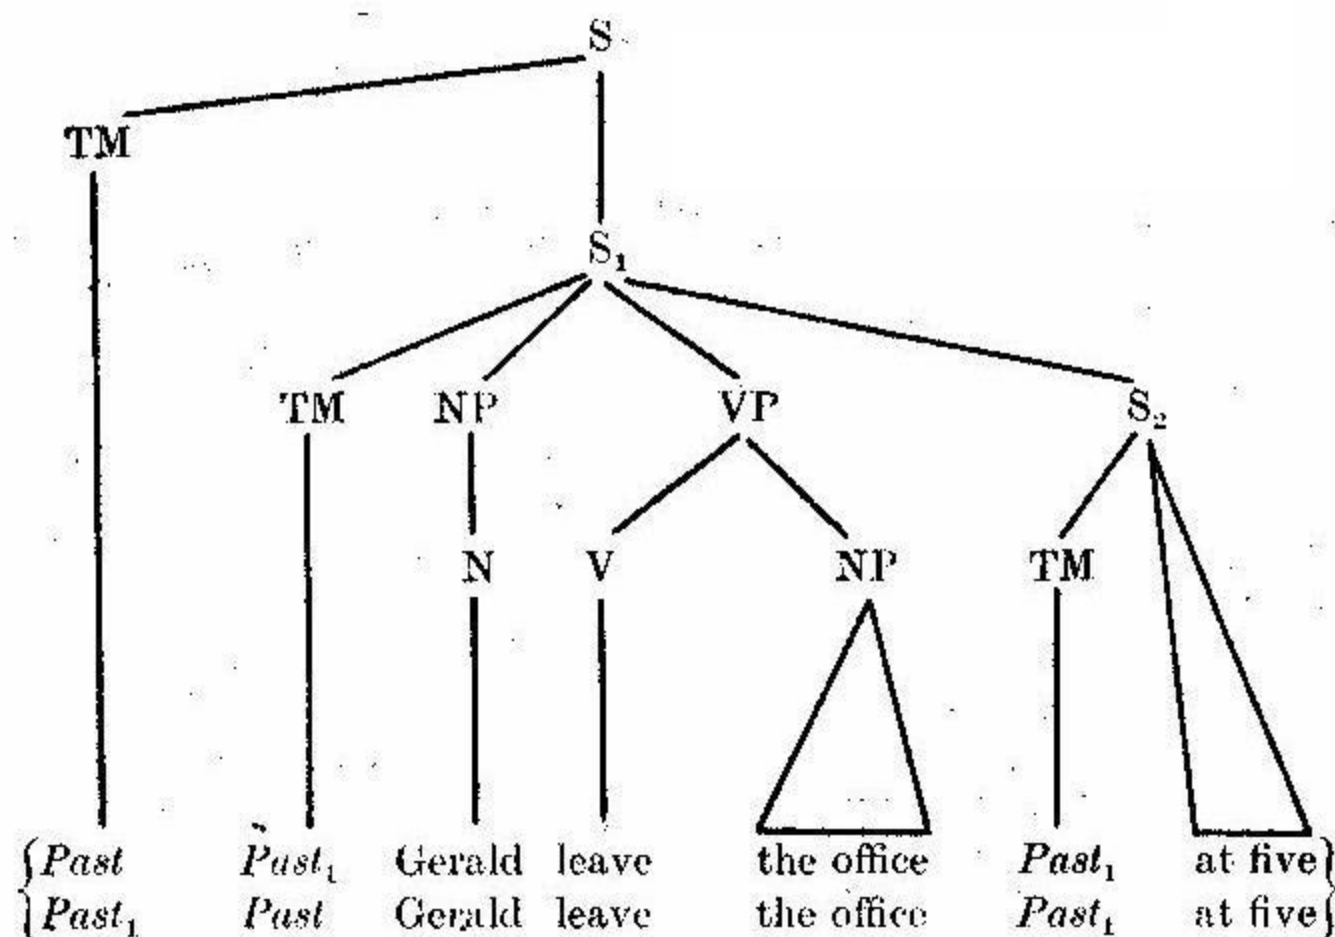 S
TM
S₁
TM NP VP S₂
N V NP TM
{Past Past₁ Gerald leave the office Past₁ at five}
{Past₁ Past Gerald leave the office Past₁ at five}